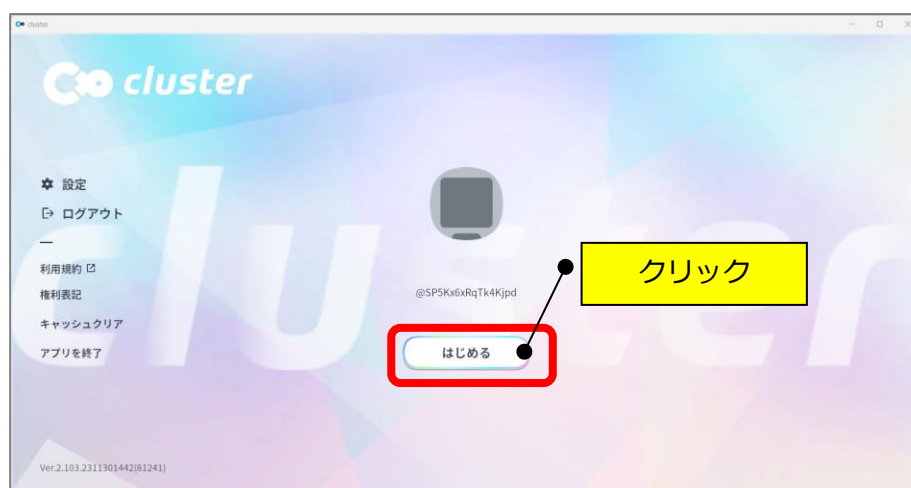 cluster
cluster
設定
ログアウト
利用規約
権利表記
キャッシュクリア
アプリを終了
cluster
@SP5Kx6xRqTk4Kjpd
クリック
はじめる
Ver.2.103.2311301442(81241)